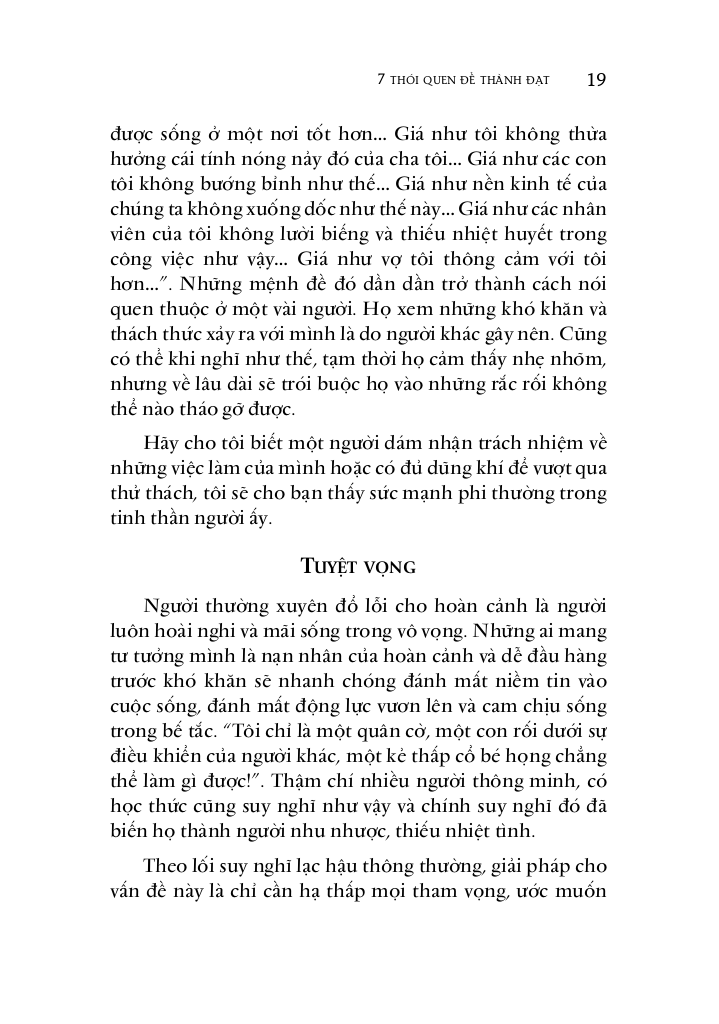 7 THÓI QUEN ĐỂ THÀNH ĐẠT 19
được sống ở một nơi tốt hơn... Giá như tôi không thừa
hưởng cái tính nóng nảy đó của cha tôi... Giá như các con
tôi không bướng bỉnh như thế... Giá như nền kinh tế của
chúng ta không xuống dốc như thế này... Giá như các nhân
viên của tôi không lười biếng và thiếu nhiệt huyết trong
công việc như vậy... Giá như vợ tôi thông cảm với tôi
hơn...”. Những mệnh đề đó dần dần trở thành cách nói
quen thuộc ở một vài người. Họ xem những khó khăn và
thách thức xảy ra với mình là do người khác gây nên. Cũng
có thể khi nghĩ như thế, tạm thời họ cảm thấy nhẹ nhõm,
nhưng về lâu dài sẽ trói buộc họ vào những rắc rối không
thể nào tháo gỡ được.
Hãy cho tôi biết một người dám nhận trách nhiệm về
những việc làm của mình hoặc có đủ dũng khí để vượt qua
thử thách, tôi sẽ cho bạn thấy sức mạnh phi thường trong
tinh thần người ấy.
TUYỆT VỌNG
Người thường xuyên đổ lỗi cho hoàn cảnh là người
luôn hoài nghi và mãi sống trong vô vọng. Những ai mang
tư tưởng mình là nạn nhân của hoàn cảnh và dễ đầu hàng
trước khó khăn sẽ nhanh chóng đánh mất niềm tin vào
cuộc sống, đánh mất động lực vươn lên và cam chịu sống
trong bế tắc. “Tôi chỉ là một quân cờ, một con rối dưới sự
điều khiển của người khác, một kẻ thấp cổ bé họng chẳng
thể làm gì được!”. Thậm chí nhiều người thông minh, có
học thức cũng suy nghĩ như vậy và chính suy nghĩ đó đã
biến họ thành người nhu nhược, thiếu nhiệt tình.
Theo lối suy nghĩ lạc hậu thông thường, giải pháp cho
vấn đề này là chỉ cần hạ thấp mọi tham vọng, ước muốn